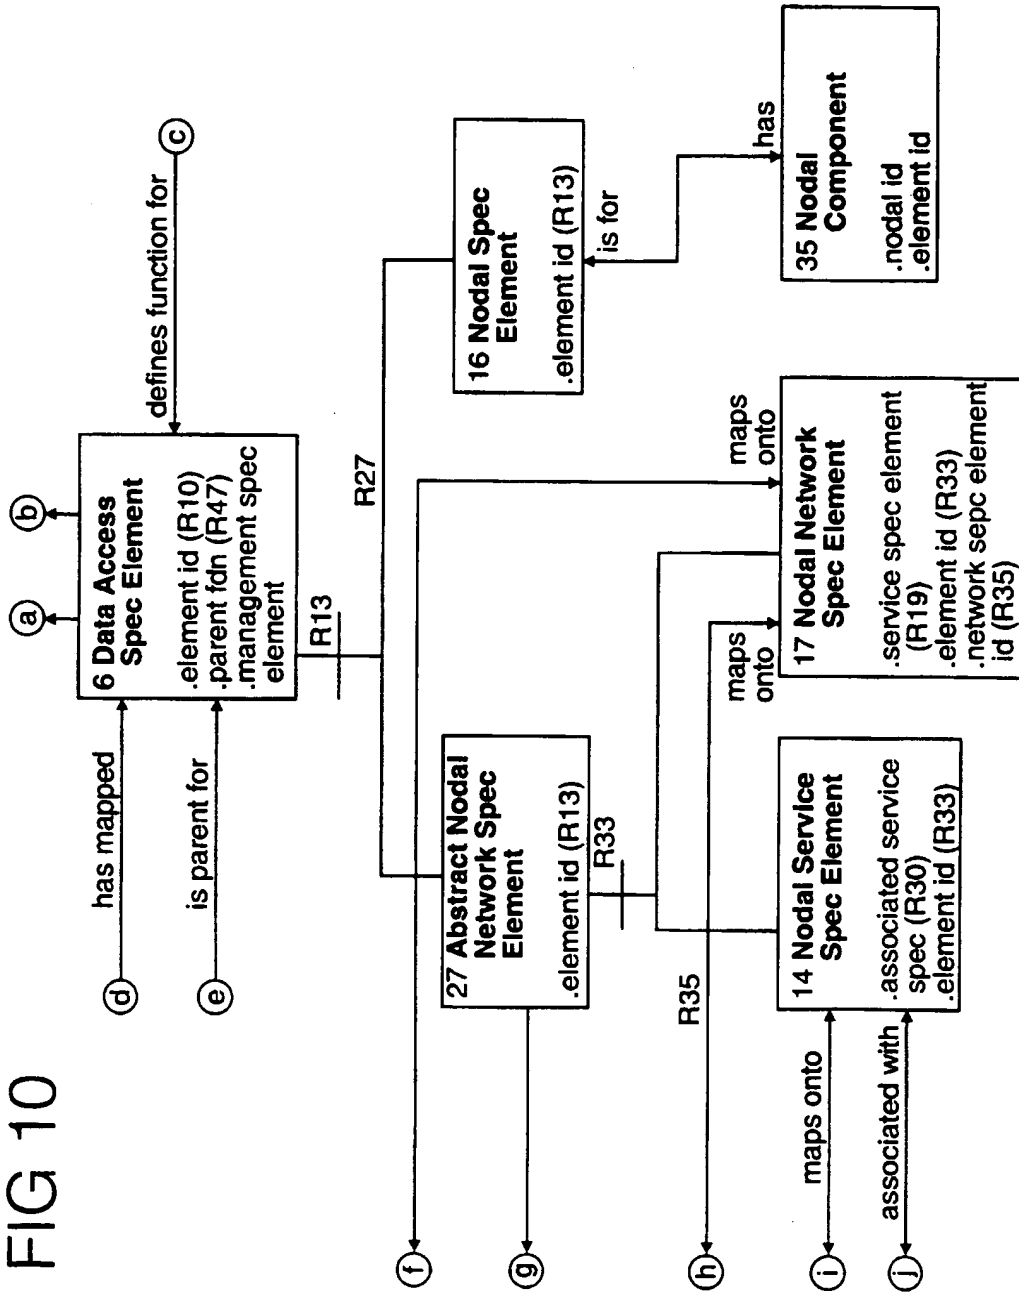 FIG 10
a
b
c
d
has mapped
e
is parent for
defines function for
6 Data Access
Spec Element
.element id (R10)
.parent fdn (R47)
.management spec
element
R13
R27
27 Abstract Nodal
Network Spec
Element
.element id (R13)
R33
16 Nodal Spec
Element
.element id (R13)
is for
has
f
g
h
R35
maps
onto
maps
onto
i
maps onto
j
associated with
14 Nodal Service
Spec Element
.associated service
spec (R30)
.element id (R33)
17 Nodal Network
Spec Element
.service spec element
(R19)
.element id (R33)
.network sepc element
id (R35)
35 Nodal
Component
.nodal id
.element id